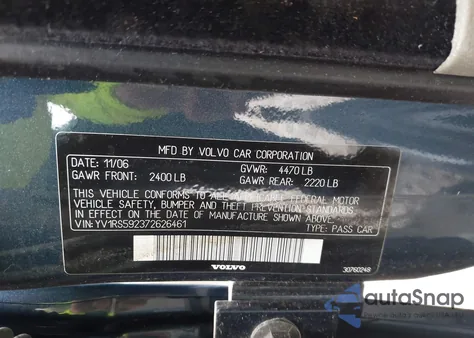 MFD BY VOLVO CAR CORPORATION
DATE: 11/06 GVWR: 4470 LB
GAWR FRONT: 2400 LB GAWR REAR: 2220 LB
THIS VEHICLE CONFORMS TO ALL APPLICABLE FEDERAL MOTOR
VEHICLE SAFETY, BUMPER AND THEFT PREVENTION STANDARDS
IN EFFECT ON THE DATE OF MANUFACTURE SHOWN ABOVE.
VIN: YV1RS592372626461 TYPE: PASS CAR
VOLVO 30760248
autoSnap